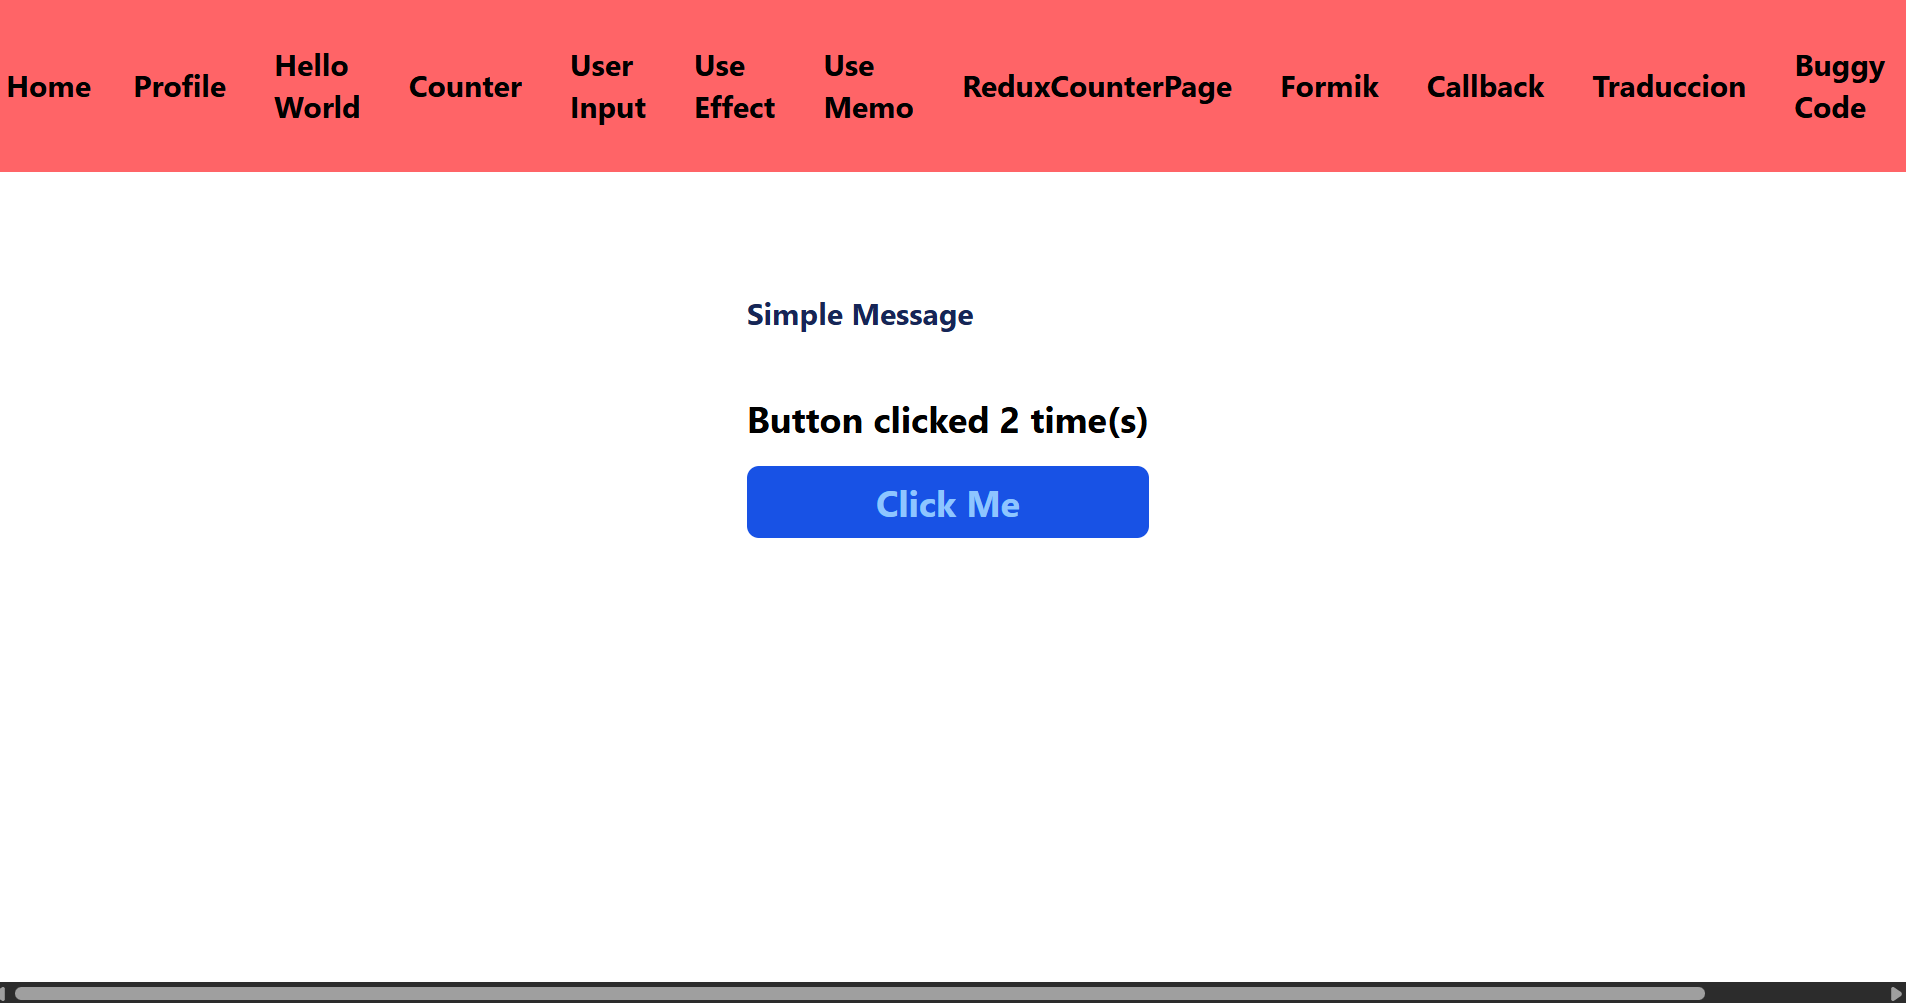 Home
Profile
Hello
World
Counter
User
Input
Use
Effect
Use
Memo
ReduxCounterPage
Formik
Callback
Traduccion
Buggy
Code
Simple Message
Button clicked 2 time(s)
Click Me